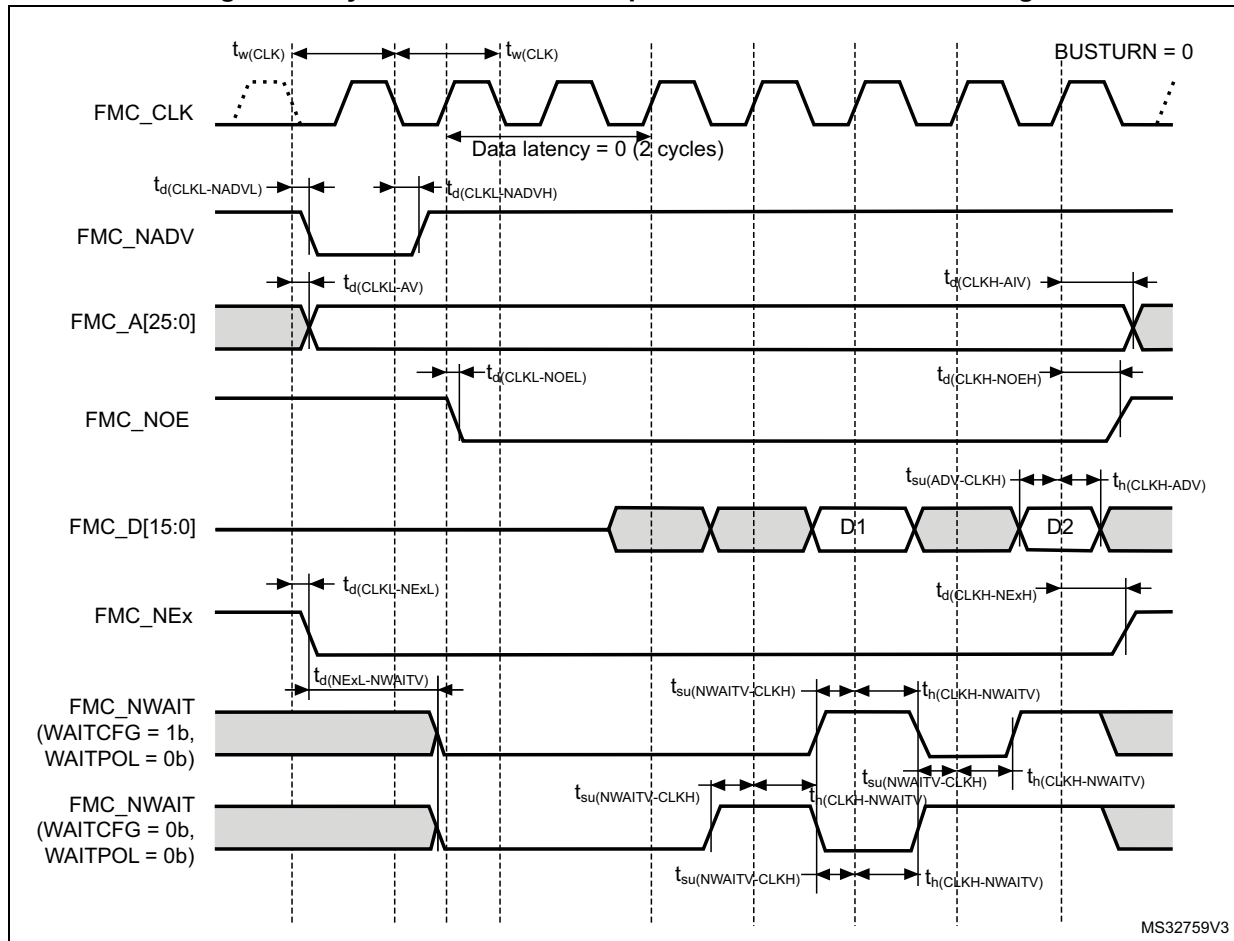 tw(CLK) tw(CLK) BUSTURN = 0
FMC_CLK
Data latency = 0 (2 cycles)
td(CLKL-NADVL) td(CLKL-NADVH)
FMC_NADV
td(CLKL-AV) td(CLKH-AIV)
FMC_A[25:0]
td(CLKL-NOEL) td(CLKH-NOEH)
FMC_NOE
tsu(ADV-CLKH) th(CLKH-ADV)
FMC_D[15:0] D1 D2
td(CLKL-NExL) td(CLKH-NExH)
FMC_NEx
td(NExL-NWAITV) tsu(NWAITV-CLKH) th(CLKH-NWAITV)
FMC_NWAIT
(WAITCFG = 1b,
WAITPOL = 0b)
tsu(NWAITV-CLKH) th(CLKH-NWAITV)
tsu(NWAITV-CLKH) th(CLKH-NWAITV)
FMC_NWAIT
(WAITCFG = 0b,
WAITPOL = 0b)
tsu(NWAITV-CLKH) th(CLKH-NWAITV)
MS32759V3